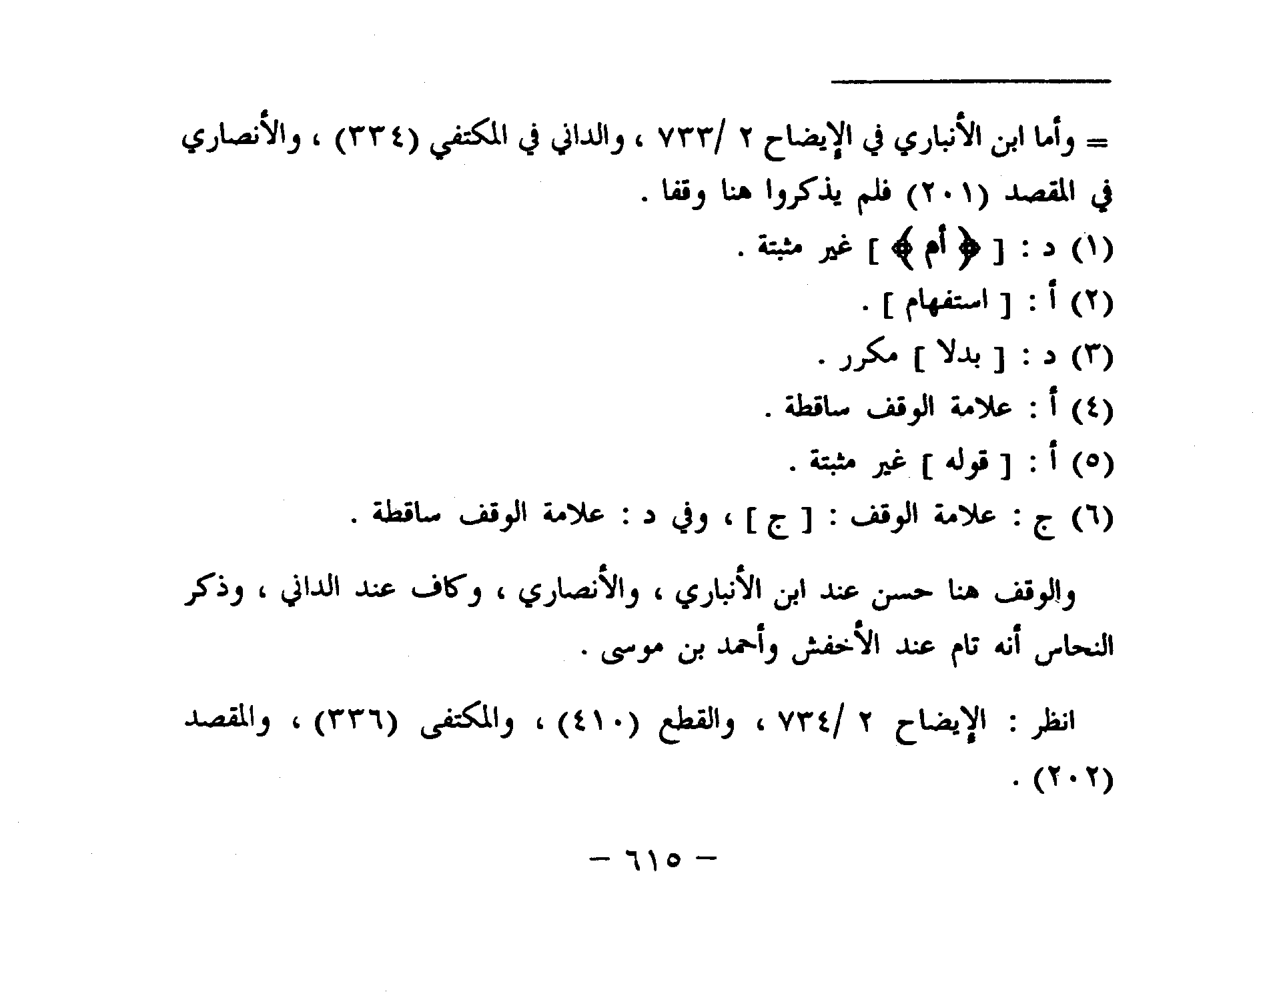 = وأما ابن الأنباري في الإيضاح ٢ /٧٣٣ ، والداني في المكتفي (٣٣٤) ، والأنصاري
في المقصد (٢٠١) فلم يذكروا هنا وقفا .
(١) د : [ ﴿ أم ﴾ ] غير مثبتة .
(٢) أ : [ استفهام ] .
(٣) د : [ بدلا ] مكرر .
(٤) أ : علامة الوقف ساقطة .
(٥) أ : [ قوله ] غير مثبتة .
(٦) ج : علامة الوقف : [ ج ] ، وفي د : علامة الوقف ساقطة .
والوقف هنا حسن عند ابن الأنباري ، والأنصاري ، وكاف عند الداني ، وذكر
النحاس أنه تام عند الأخفش وأحمد بن موسى .
انظر : الإيضاح ٢ /٧٣٤ ، والقطع (٤١٠) ، والمكتفى (٣٣٦) ، والمقصد
(٢٠٢) .
– ٦١٥ –